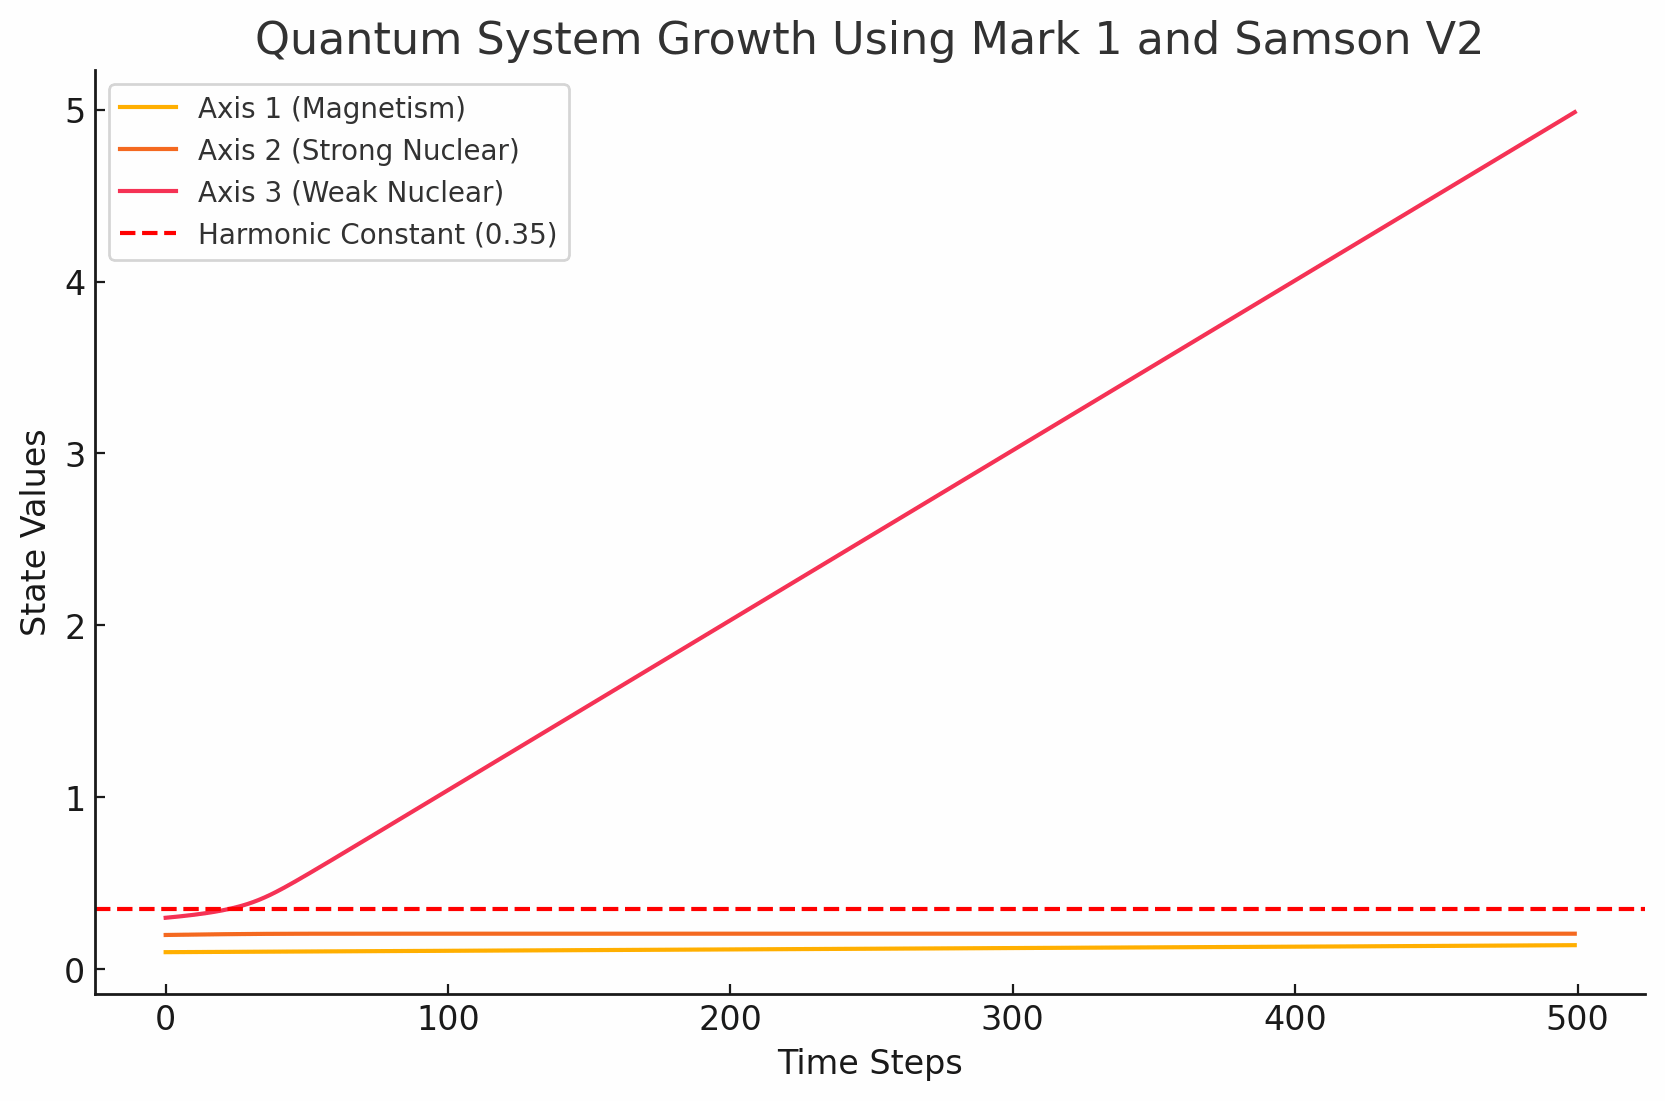 Quantum System Growth Using Mark 1 and Samson V2
Axis 1 (Magnetism)
Axis 2 (Strong Nuclear)
Axis 3 (Weak Nuclear)
Harmonic Constant (0.35)
State Values
5
4
3
2
1
0
0 100 200 300 400 500
Time Steps